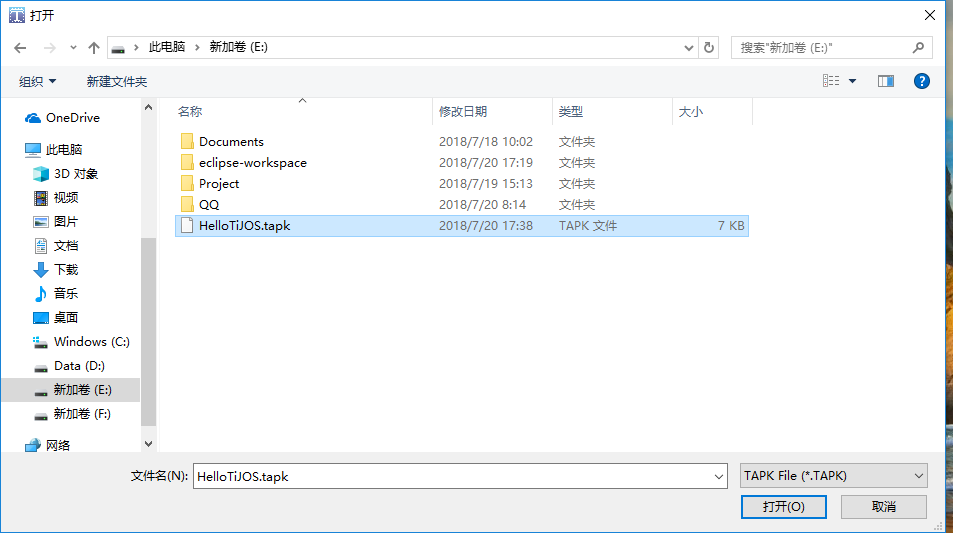 打开
此电脑 › 新加卷 (E:)
搜索"新加卷 (E:)"
组织 新建文件夹
名称 修改日期 类型 大小
OneDrive
此电脑
3D 对象
视频
图片
文档
下载
音乐
桌面
Windows (C:)
Data (D:)
新加卷 (E:)
新加卷 (F:)
网络
Documents 2018/7/18 10:02 文件夹
eclipse-workspace 2018/7/20 17:19 文件夹
Project 2018/7/19 15:13 文件夹
QQ 2018/7/20 8:14 文件夹
HelloTiJOS.tapk 2018/7/20 17:38 TAPK 文件 7 KB
文件名(N): HelloTiJOS.tapk TAPK File (*.TAPK)
打开(O) 取消